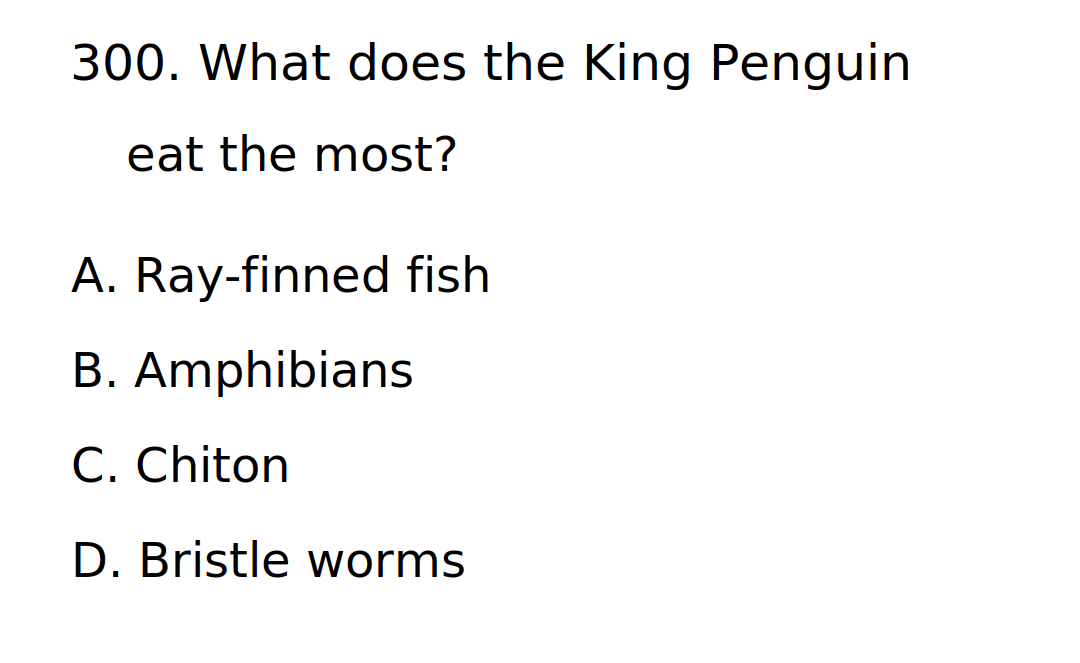 300. What does the King Penguin
eat the most?
A. Ray-finned fish
B. Amphibians
C. Chiton
D. Bristle worms